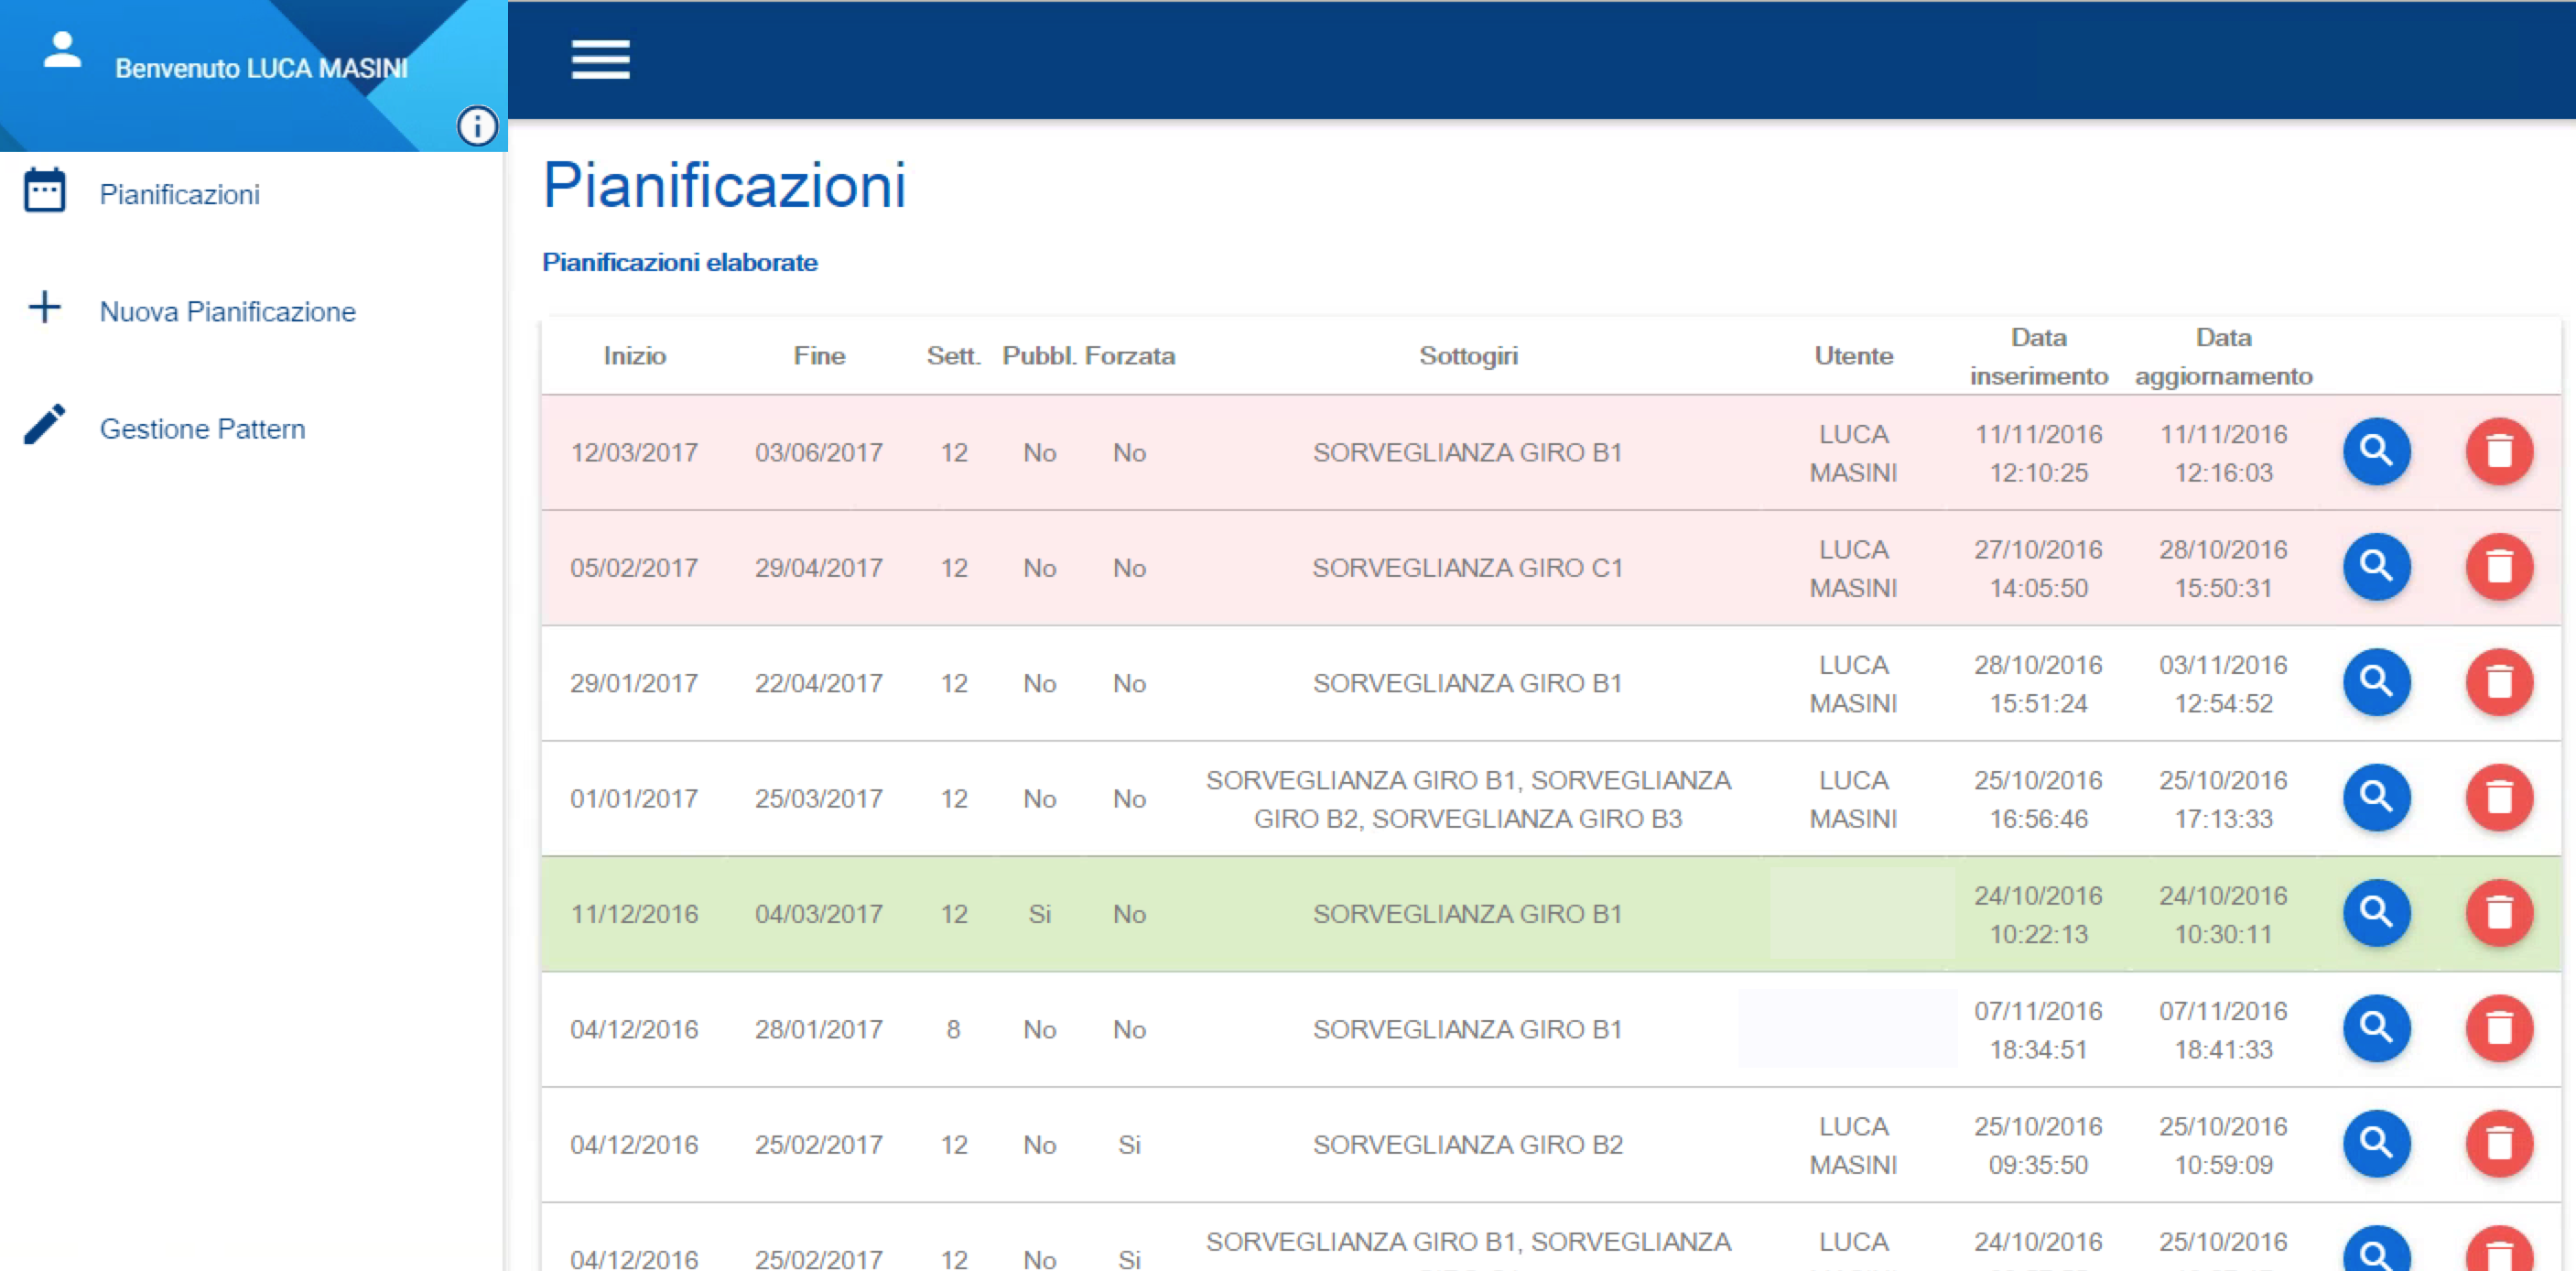 Benvenuto LUCA MASINI
Pianificazioni
Nuova Pianificazione
Gestione Pattern
Pianificazioni
Pianificazioni elaborate
Inizio Fine Sett. Pubbl. Forzata Sottogiri Utente Data inserimento Data aggiornamento
12/03/2017 03/06/2017 12 No No SORVEGLIANZA GIRO B1 LUCA MASINI 11/11/2016 12:10:25 11/11/2016 12:16:03
05/02/2017 29/04/2017 12 No No SORVEGLIANZA GIRO C1 LUCA MASINI 27/10/2016 14:05:50 28/10/2016 15:50:31
29/01/2017 22/04/2017 12 No No SORVEGLIANZA GIRO B1 LUCA MASINI 28/10/2016 15:51:24 03/11/2016 12:54:52
01/01/2017 25/03/2017 12 No No SORVEGLIANZA GIRO B1, SORVEGLIANZA GIRO B2, SORVEGLIANZA GIRO B3 LUCA MASINI 25/10/2016 16:56:46 25/10/2016 17:13:33
11/12/2016 04/03/2017 12 Si No SORVEGLIANZA GIRO B1 24/10/2016 10:22:13 24/10/2016 10:30:11
04/12/2016 28/01/2017 8 No No SORVEGLIANZA GIRO B1 07/11/2016 18:34:51 07/11/2016 18:41:33
04/12/2016 25/02/2017 12 No Si SORVEGLIANZA GIRO B2 LUCA MASINI 25/10/2016 09:35:50 25/10/2016 10:59:09
04/12/2016 25/02/2017 12 No Si SORVEGLIANZA GIRO B1, SORVEGLIANZA LUCA 24/10/2016 25/10/2016